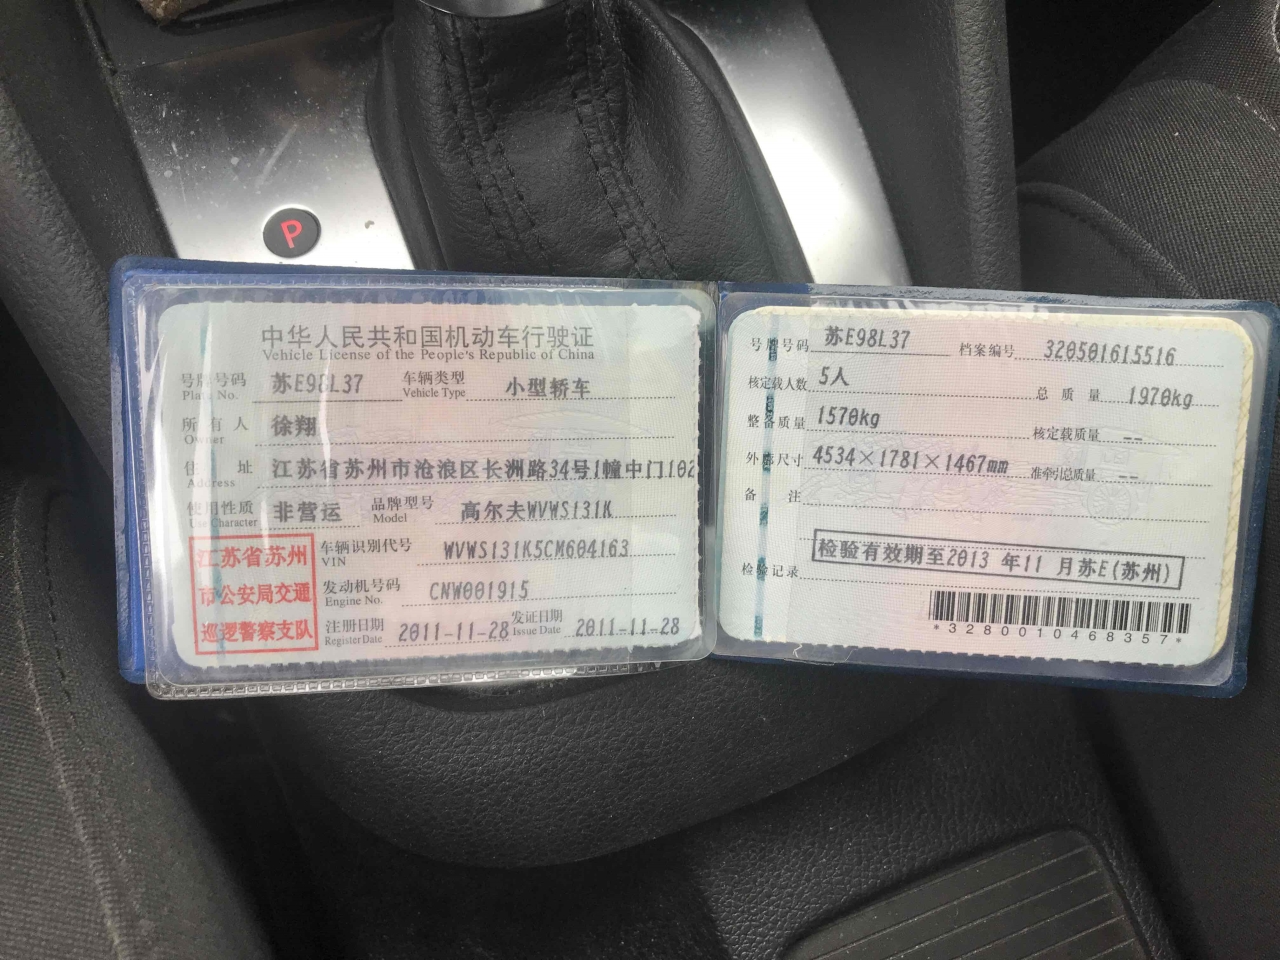 P
中华人民共和国机动车行驶证
Vehicle License of the People's Republic of China
号牌号码 苏E98L37 车辆类型 小型轿车
Plate No. Vehicle Type
所有人 徐翔
Owner
住址 江苏省苏州市沧浪区长洲路34号1幢中门102
Address
使用性质 非营运 品牌型号 高尔夫WVWS131K
Use Character Model
江苏省苏州
市公安局交通
巡逻警察支队
车辆识别代号 WVWS131K5CM604163
VIN
发动机号码 CNW001915
Engine No.
注册日期 2011-11-28 发证日期 2011-11-28
Register Date Issue Date
号牌号码 苏E98L37 档案编号 320501615516
核定载人数 5人 总质量 1970kg
整备质量 1570kg 核定载质量 --
外廓尺寸 4534×1781×1467mm 准牵引总质量 --
备注
检验记录 检验有效期至2013 年11 月苏E(苏州)
*3280010468357*